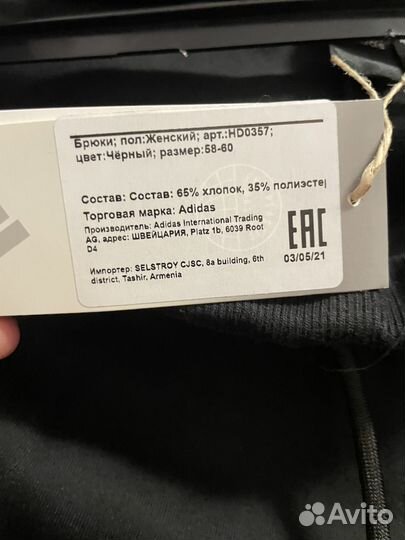 Брюки; пол:Женский; арт.:HD0357;
цвет:Чёрный; размер:58-60
Состав: Состав: 65% хлопок, 35% полиэстер
Торговая марка: Adidas
Производитель: Adidas International Trading
AG, адрес: ШВЕЙЦАРИЯ, Platz 1b, 6039 Root
D4
EAC
03/05/21
Импортер: SELSTROY CJSC, 8a building, 6th
district, Tashir, Armenia
Avito